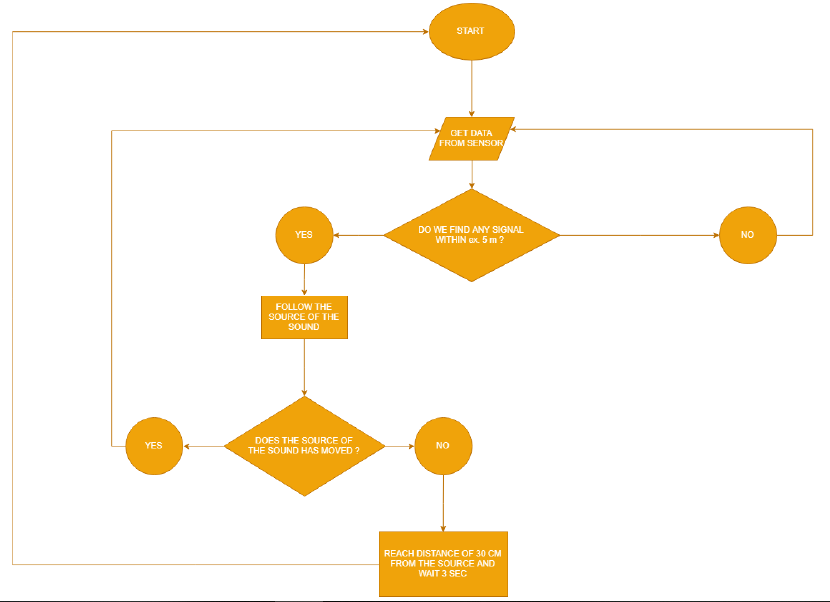 START
GET DATA
FROM SENSOR
DO WE FIND ANY SIGNAL
WITHIN ex. 5 m ?
YES
NO
FOLLOW THE
SOURCE OF THE
SOUND
DOES THE SOURCE OF
THE SOUND HAS MOVED ?
YES
NO
REACH DISTANCE OF 30 CM
FROM THE SOURCE AND
WAIT 3 SEC